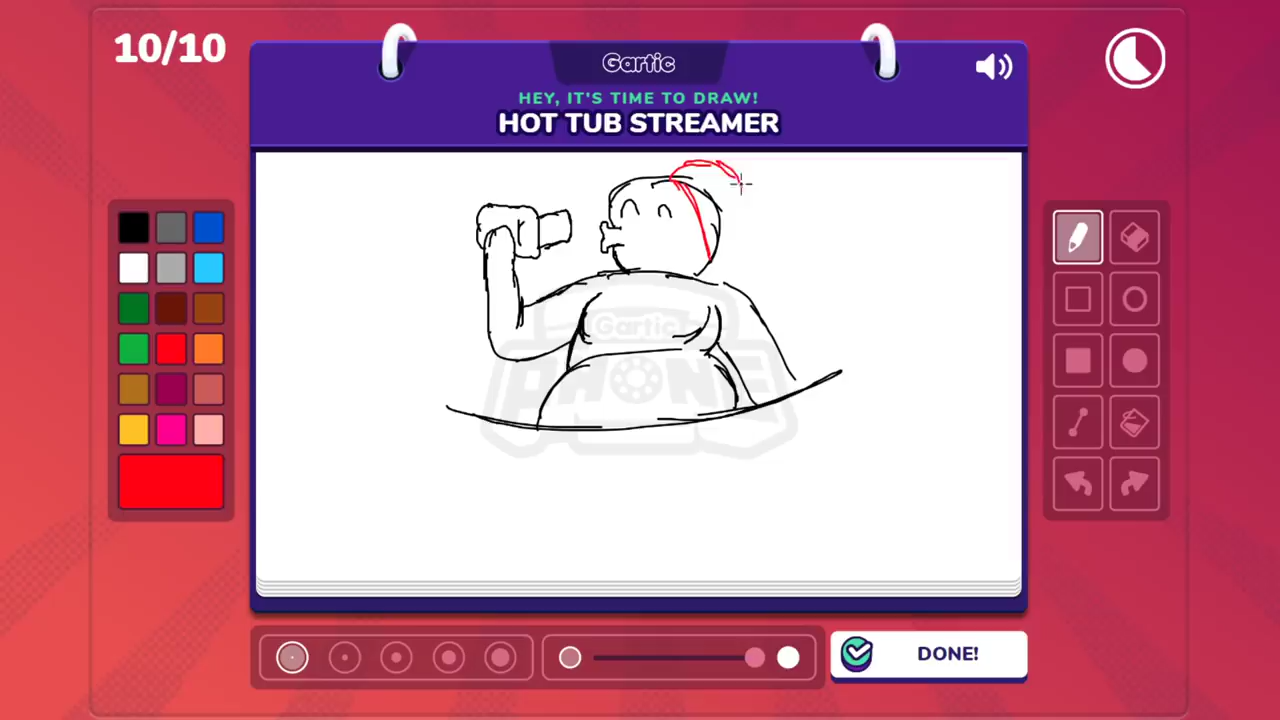 10/10
Gartic
HEY, IT'S TIME TO DRAW!
HOT TUB STREAMER
Gartic
PHONE
DONE!